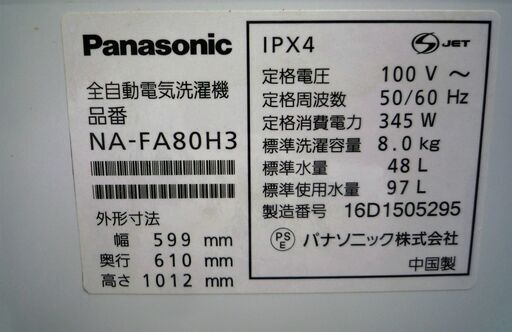 Panasonic
全自動電気洗濯機
品番
NA-FA80H3
外形寸法
幅 599 mm
奥行 610 mm
高さ 1012 mm
IPX4
S JET
定格電圧 100 V ～
定格周波数 50/60 Hz
定格消費電力 345 W
標準洗濯容量 8.0 kg
標準水量 48 L
標準使用水量 97 L
製造番号 16D1505295
PS E パナソニック株式会社
中国製